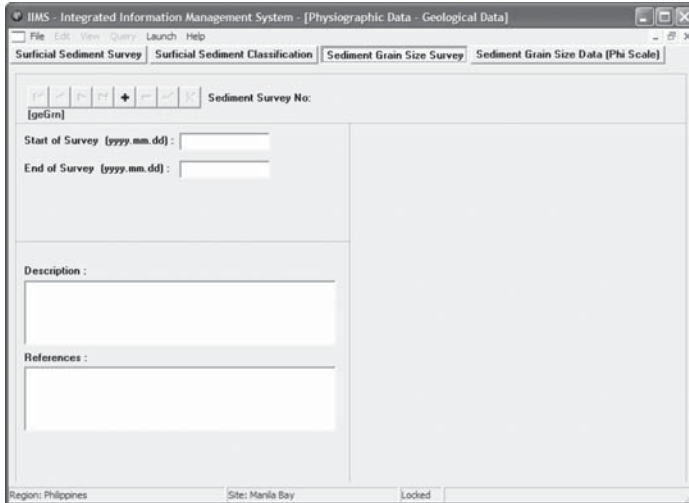 IIMS - Integrated Information Management System - [Physiographic Data - Geological Data]
File Edit View Query Launch Help
Surficial Sediment Survey Surficial Sediment Classification Sediment Grain Size Survey Sediment Grain Size Data (Phi Scale)
Sediment Survey No:
[geGrn]
Start of Survey (yyyy.mm.dd) :
End of Survey (yyyy.mm.dd) :
Description :
References :
Region: Philippines Site: Manila Bay Locked